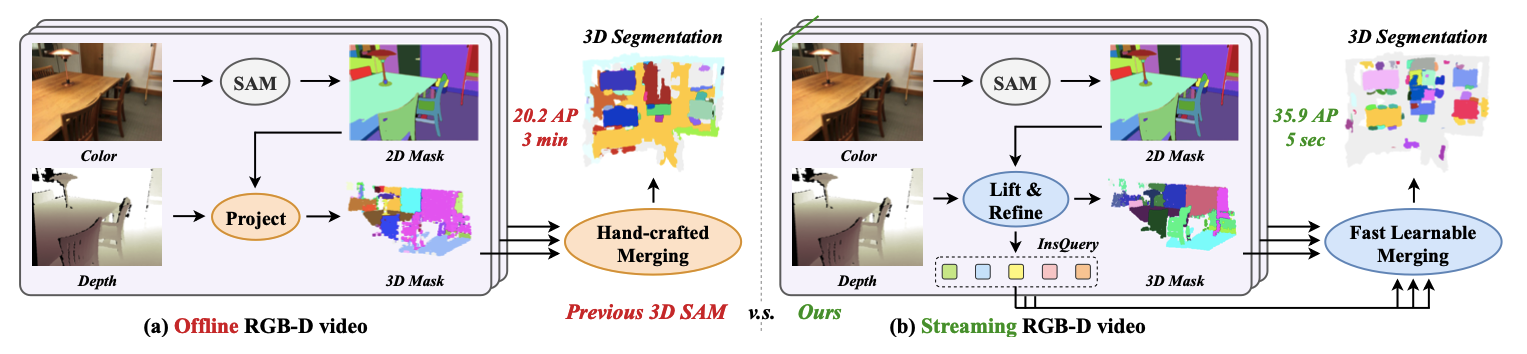 SAM
Color
2D Mask
Project
Depth
3D Mask
3D Segmentation
20.2 AP
3 min
Hand-crafted
Merging
(a) Offline RGB-D video
Previous 3D SAM v.s. Ours
SAM
Color
2D Mask
Lift &
Refine
InsQuery
Depth
3D Mask
3D Segmentation
35.9 AP
5 sec
Fast Learnable
Merging
(b) Streaming RGB-D video